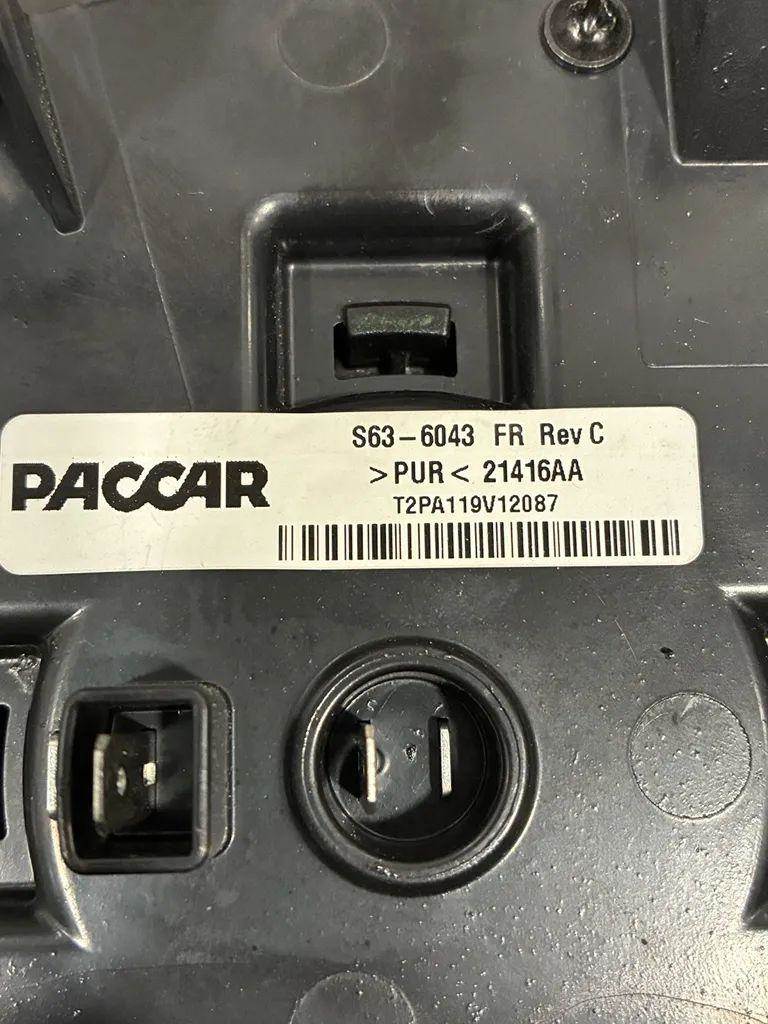 PACCAR
S63-6043 FR Rev C
>PUR< 21416AA
T2PA119V12087